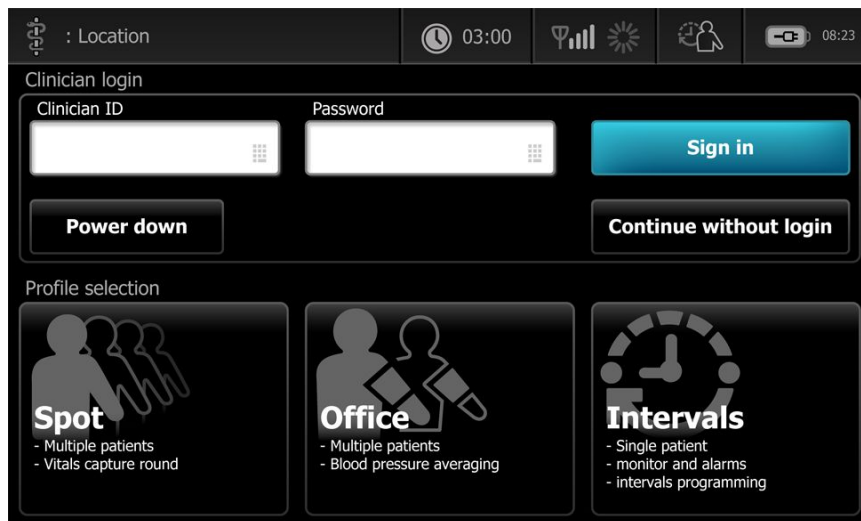 : Location
03:00
08:23
Clinician login
Clinician ID
Password
Sign in
Power down
Continue without login
Profile selection
Spot
- Multiple patients
- Vitals capture round
Office
- Multiple patients
- Blood pressure averaging
Intervals
- Single patient
- monitor and alarms
- intervals programming